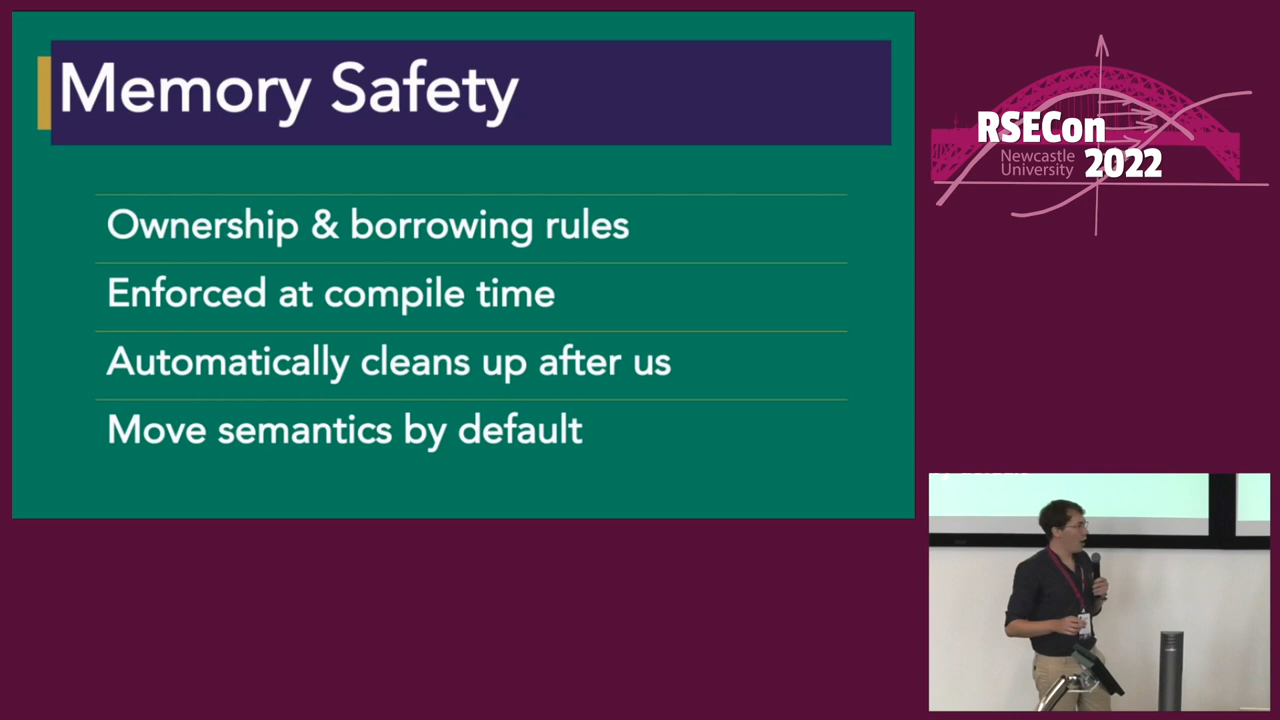 Memory Safety
Ownership & borrowing rules
Enforced at compile time
Automatically cleans up after us
Move semantics by default
RSECon
Newcastle
University
2022